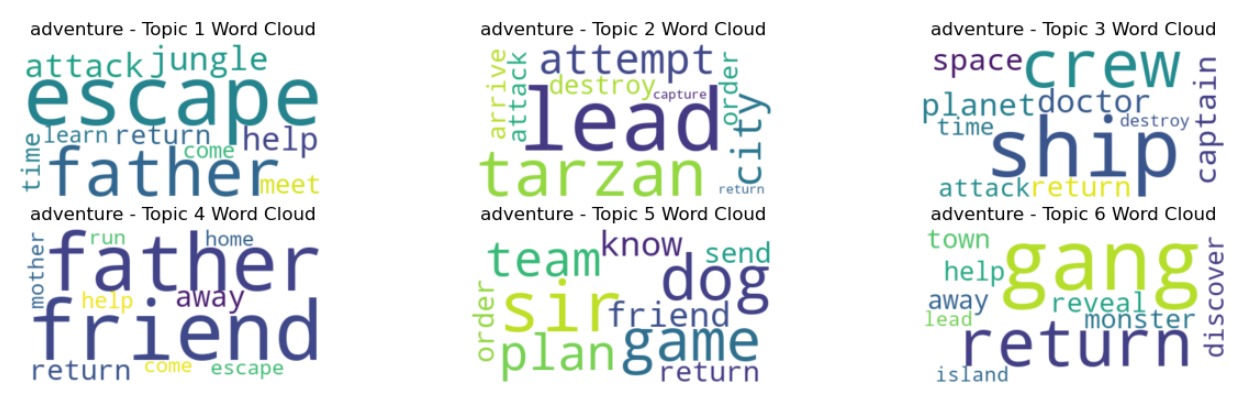 adventure - Topic 1 Word Cloud
attack jungle
escape
time learn return help
come
father meet
adventure - Topic 2 Word Cloud
arrive attack attempt order
destroy capture
lead city
tarzan return
adventure - Topic 3 Word Cloud
space crew captain
planet doctor
time destroy
ship
attack return
adventure - Topic 4 Word Cloud
mother run home
father
help away
friend
return come escape
adventure - Topic 5 Word Cloud
team know send
sir dog
order friend
plan game
return
adventure - Topic 6 Word Cloud
town gang discover
help
away reveal
lead monster
return
island